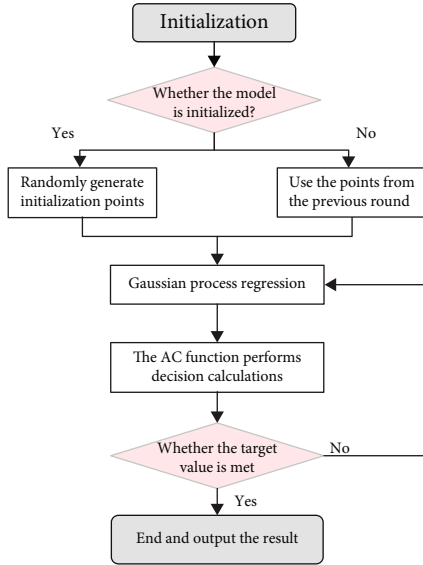 Initialization
Whether the model
is initialized?
Yes
No
Randomly generate
initialization points
Use the points from
the previous round
Gaussian process regression
The AC function performs
decision calculations
Whether the target
value is met
No
Yes
End and output the result